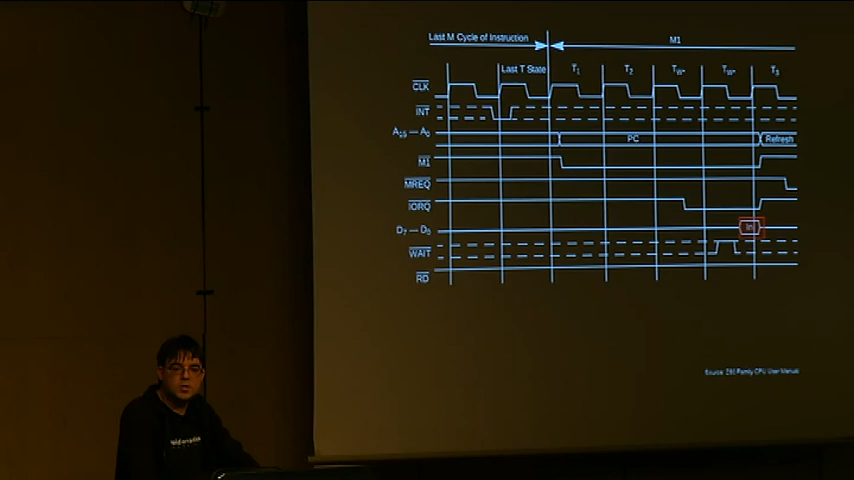 Last M Cycle of Instruction
M1
Last T State
T1
T2
TW*
TW*
T3
CLK
INT
A15 — A0
PC
Refresh
M1
MREQ
IORQ
D7 — D0
In
WAIT
RD
Source: Z80 Family CPU User Manual